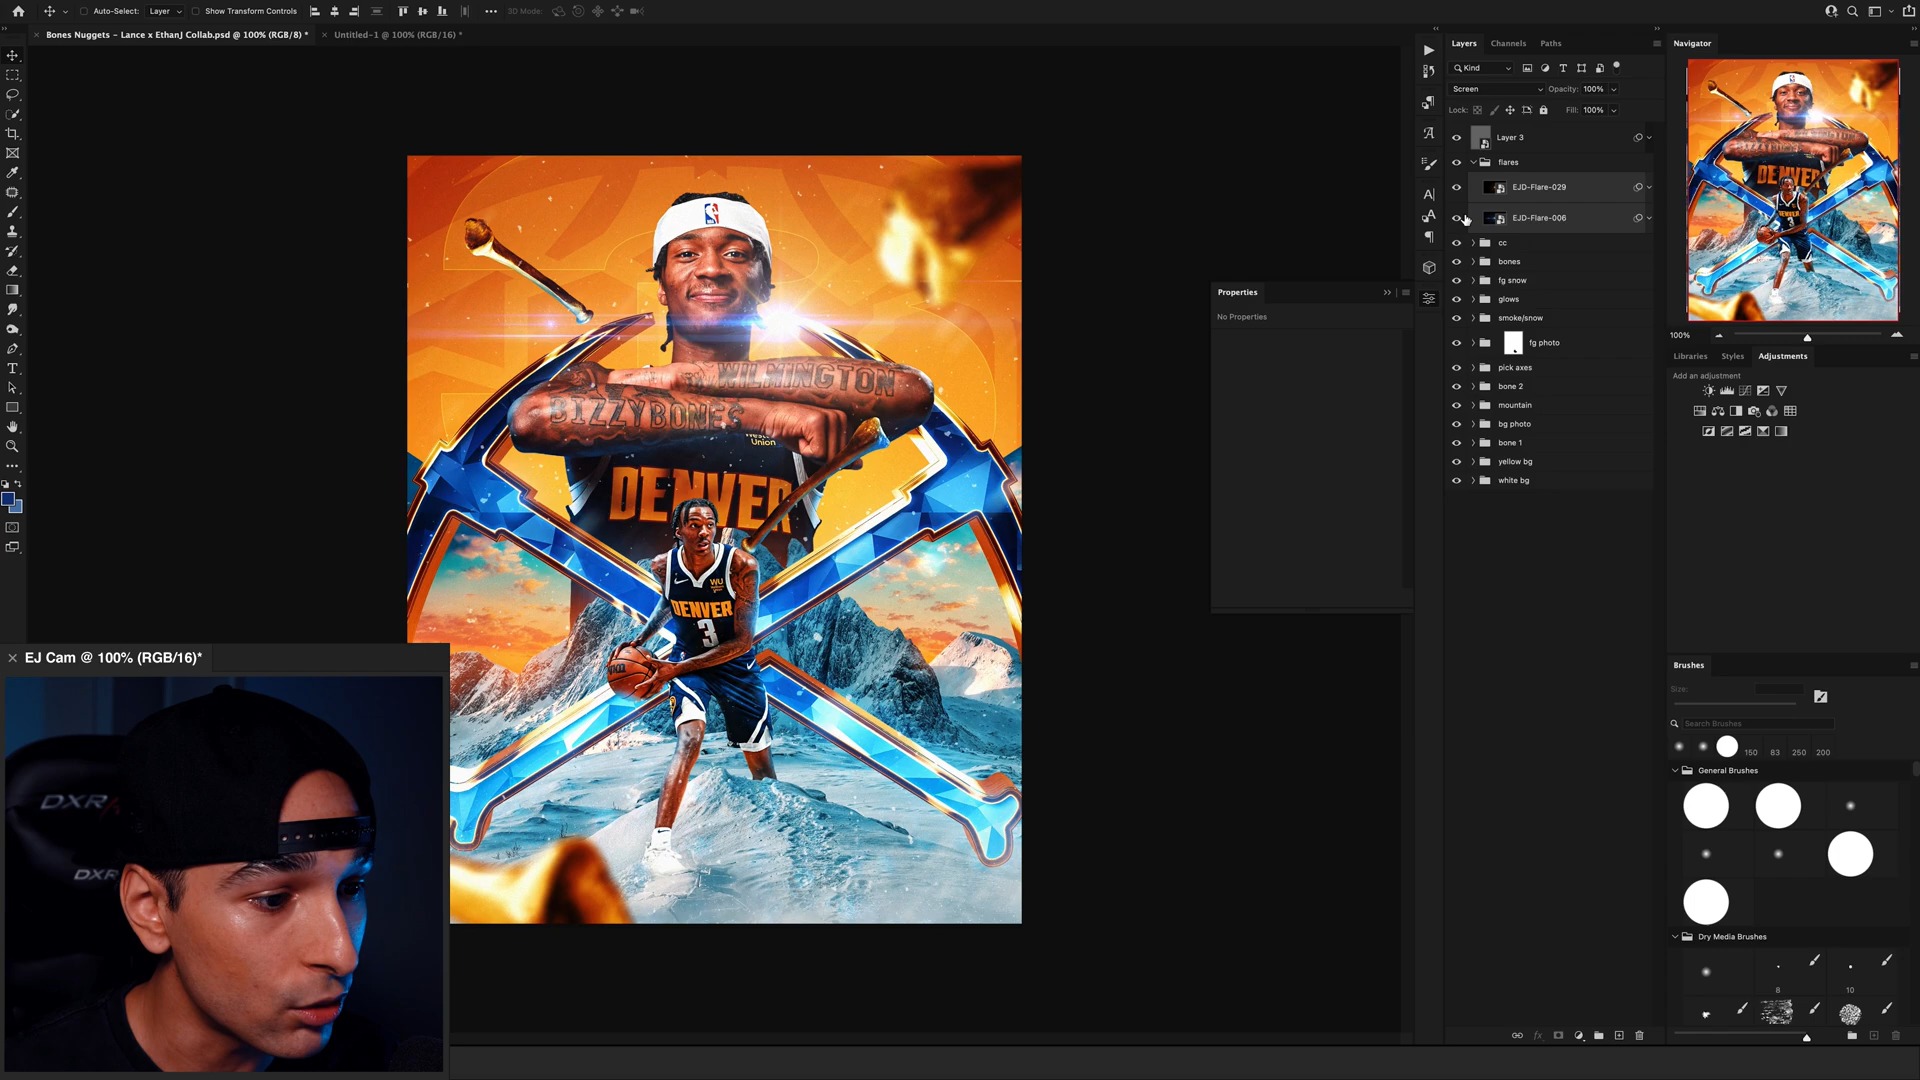 Auto-Select: Layer Show Transform Controls 3D Mode:
Bones Nuggets – Lance x EthanJ Collab.psd @ 100% (RGB/8) * Untitled-1 @ 100% (RGB/16) *
Layers Channels Paths
Kind
Screen Opacity: 100%
Lock: Fill: 100%
Layer 3
flares
EJD-Flare-029
EJD-Flare-006
cc
bones
fg snow
glows
smoke/snow
fg photo
pick axes
bone 2
mountain
bg photo
bone 1
yellow bg
white bg
Properties
No Properties
Navigator
100%
Libraries Styles Adjustments
Add an adjustment
Brushes
Size:
Search Brushes
150 83 250 200
General Brushes
Dry Media Brushes
8 10
WILMINGTON
BIZZYBONES
Western
Union
DENVER
WU
DENVER
3
EJ Cam @ 100% (RGB/16)*
DXR
DXR